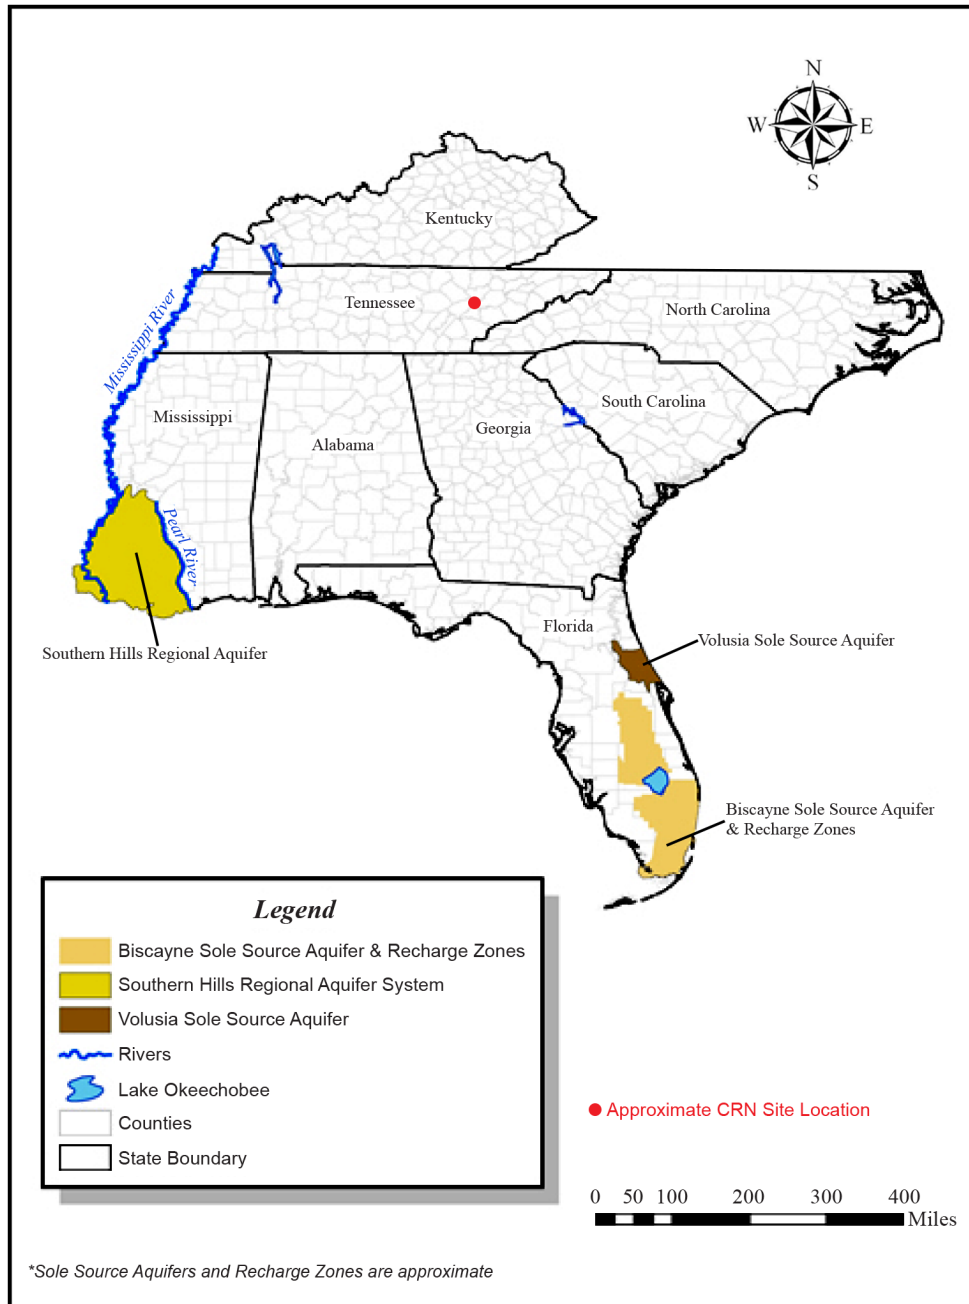 N
W
E
S
Kentucky
Tennessee
North Carolina
Mississippi River
Mississippi
Alabama
Georgia
South Carolina
Pearl River
Florida
Southern Hills Regional Aquifer
Volusia Sole Source Aquifer
Biscayne Sole Source Aquifer
& Recharge Zones
Legend
Biscayne Sole Source Aquifer & Recharge Zones
Southern Hills Regional Aquifer System
Volusia Sole Source Aquifer
Rivers
Lake Okeechobee
Counties
State Boundary
Approximate CRN Site Location
0 50 100 200 300 400
Miles
*Sole Source Aquifers and Recharge Zones are approximate